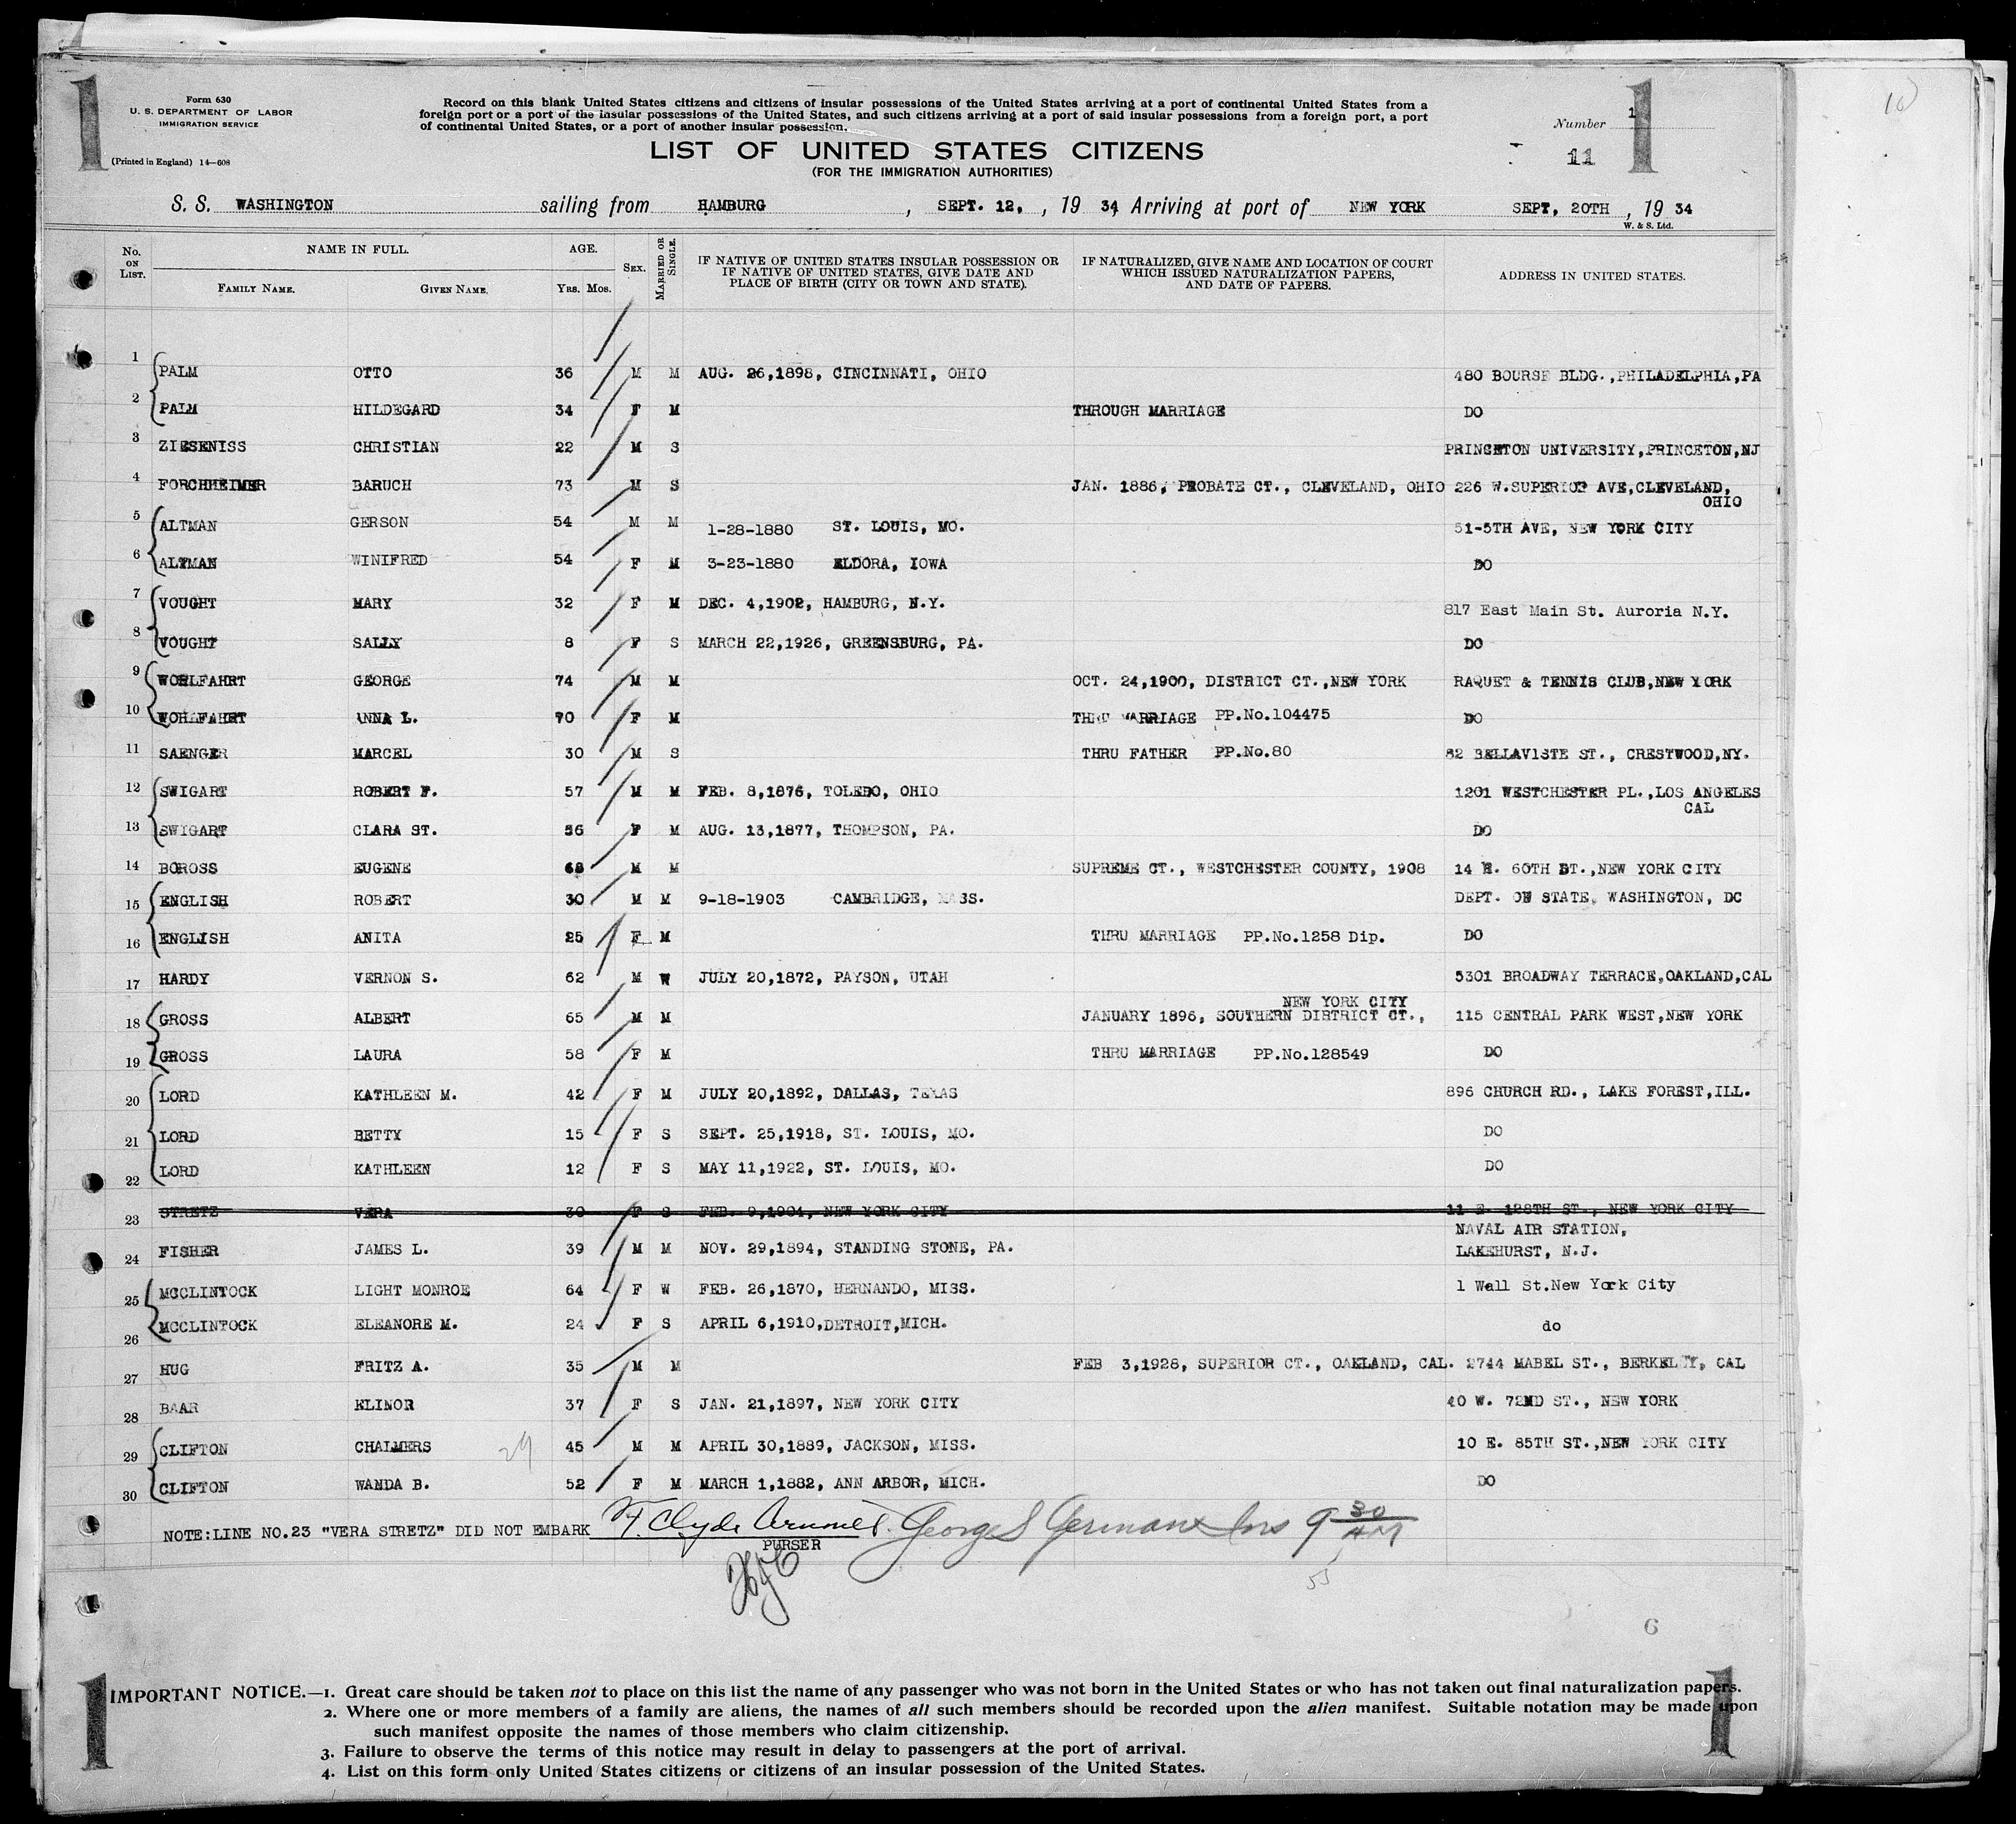 1
1
10
Form 630
U. S. DEPARTMENT OF LABOR
IMMIGRATION SERVICE
(Printed in England) 14—608
Record on this blank United States citizens and citizens of insular possessions of the United States arriving at a port of continental United States from a
foreign port or a port of the insular possessions of the United States, and such citizens arriving at a port of said insular possessions from a foreign port, a port
of continental United States, or a port of another insular possession.
Number 1
11
LIST OF UNITED STATES CITIZENS
(FOR THE IMMIGRATION AUTHORITIES)
S. S. WASHINGTON sailing from HAMBURG, SEPT. 12, , 19 34 Arriving at port of NEW YORK SEPT, 20TH , 19 34
W. & S. Ltd.
No. ON LIST. NAME IN FULL. FAMILY NAME. GIVEN NAME. AGE. YRS. MOS. SEX. MARRIED OR SINGLE. IF NATIVE OF UNITED STATES INSULAR POSSESSION OR IF NATIVE OF UNITED STATES, GIVE DATE AND PLACE OF BIRTH (CITY OR TOWN AND STATE). IF NATURALIZED, GIVE NAME AND LOCATION OF COURT WHICH ISSUED NATURALIZATION PAPERS, AND DATE OF PAPERS. ADDRESS IN UNITED STATES.
1 PALM OTTO 36 M M AUG. 26,1898, CINCINNATI, OHIO 480 BOURSE BLDG.,PHILADELPHIA,PA
2 PALM HILDEGARD 34 F M THROUGH MARRIAGE DO
3 ZIESENISS CHRISTIAN 22 M S PRINCETON UNIVERSITY,PRINCETON,NJ
4 FORCHHEIMER BARUCH 73 M S JAN. 1886, PROBATE CT., CLEVELAND, OHIO 226 W.SUPERIOR AVE,CLEVELAND,
OHIO
5 ALTMAN GERSON 54 M M 1-28-1880 ST. LOUIS, MO. 51-5TH AVE, NEW YORK CITY
6 ALTMAN WINIFRED 54 F M 3-23-1880 ELDORA, IOWA DO
7 VOUGHT MARY 32 F M DEC. 4,1902, HAMBURG, N.Y. 817 East Main St. Auroria N.Y.
8 VOUGHT SALLY 8 F S MARCH 22,1926, GREENSBURG, PA. DO
9 WOHLFAHRT GEORGE 74 M M OCT. 24,1900, DISTRICT CT.,NEW YORK RAQUET & TENNIS CLUB,NEW YORK
10 WOHLFAHRT ANNA L. 70 F M THRU MARRIAGE PP.No.104475 DO
11 SAENGER MARCEL 30 M S THRU FATHER PP.No.80 82 BELLAVISTE ST., CRESTWOOD,NY.
12 SWIGART ROBERT F. 57 M M FEB. 8,1876, TOLEDO, OHIO 1201 WESTCHESTER PL.,LOS ANGELES
CAL
13 SWIGART CLARA ST. 56 F M AUG. 13,1877, THOMPSON, PA. DO
14 BOROSS EUGENE M M SUPREME CT., WESTCHESTER COUNTY, 1908 14 E. 60TH ST.,NEW YORK CITY
15 ENGLISH ROBERT 30 M M 9-18-1903 CAMBRIDGE, MASS. DEPT. OF STATE, WASHINGTON, DC
16 ENGLISH ANITA 25 F M THRU MARRIAGE PP.No.1258 Dip. DO
17 HARDY VERNON S. 62 M W JULY 20,1872, PAYSON, UTAH 5301 BROADWAY TERRACE,OAKLAND,CAL
NEW YORK CITY
18 GROSS ALBERT 65 M M JANUARY 1896, SOUTHERN DISTRICT CT., 115 CENTRAL PARK WEST,NEW YORK
19 GROSS LAURA 58 F M THRU MARRIAGE PP.No.128549 DO
20 LORD KATHLEEN M. 42 F M JULY 20,1892, DALLAS, TEXAS 896 CHURCH RD., LAKE FOREST,ILL.
21 LORD BETTY 15 F S SEPT. 25,1918, ST. LOUIS, MO. DO
22 LORD KATHLEEN 12 F S MAY 11,1922, ST. LOUIS, MO. DO
23 STRETZ VERA 30 F S FEB. 9,1904, NEW YORK CITY 11 E. 128TH ST., NEW YORK CITY
NAVAL AIR STATION,
24 FISHER JAMES L. 39 M M NOV. 29,1894, STANDING STONE, PA. LAKEHURST, N.J.
25 MCCLINTOCK LIGHT MONROE 64 F W FEB. 26,1870, HERNANDO, MISS. 1 Wall St.New York City
26 MCCLINTOCK ELEANORE M. 24 F S APRIL 6,1910,DETROIT,MICH. do
27 HUG FRITZ A. 35 M M FEB 3,1928, SUPERIOR CT., OAKLAND, CAL. 2744 MABEL ST., BERKELEY, CAL
28 BAAR ELINOR 37 F S JAN. 21,1897, NEW YORK CITY 40 W. 72ND ST., NEW YORK
29 CLIFTON CHALMERS 29 45 M M APRIL 30,1889, JACKSON, MISS. 10 E. 85TH ST.,NEW YORK CITY
30 CLIFTON WANDA B. 52 F M MARCH 1,1882, ANN ARBOR, MICH. DO
NOTE:LINE NO.23 "VERA STRETZ" DID NOT EMBARK F. Clyde George S Germane Ins 9 30 AM
PURSER
6
1
1
IMPORTANT NOTICE.—1. Great care should be taken not to place on this list the name of any passenger who was not born in the United States or who has not taken out final naturalization papers.
2. Where one or more members of a family are aliens, the names of all such members should be recorded upon the alien manifest. Suitable notation may be made upon
such manifest opposite the names of those members who claim citizenship.
3. Failure to observe the terms of this notice may result in delay to passengers at the port of arrival.
4. List on this form only United States citizens or citizens of an insular possession of the United States.